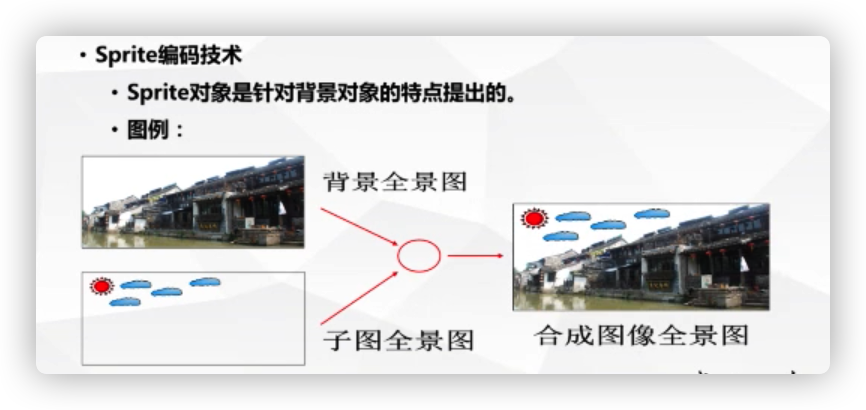 • Sprite编码技术
• Sprite对象是针对背景对象的特点提出的。
• 图例：
背景全景图
子图全景图
合成图像全景图